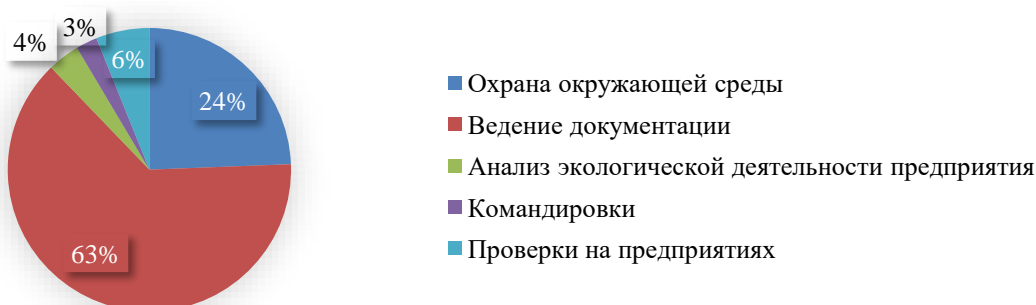 3%
4%
6%
24%
63%
Охрана окружающей среды
Ведение документации
Анализ экологической деятельности предприятия
Командировки
Проверки на предприятиях